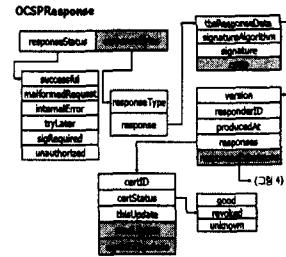 OCSPResponse
responseStatus
successful
malformedRequest
internalError
tryLater
sigRequired
unauthorized
responseType
response
tbsResponseData
signatureAlgorithm
signature
version
responderID
producedAt
responses
(그림 4)
certID
certStatus
thisUpdate
good
revoked
unknown